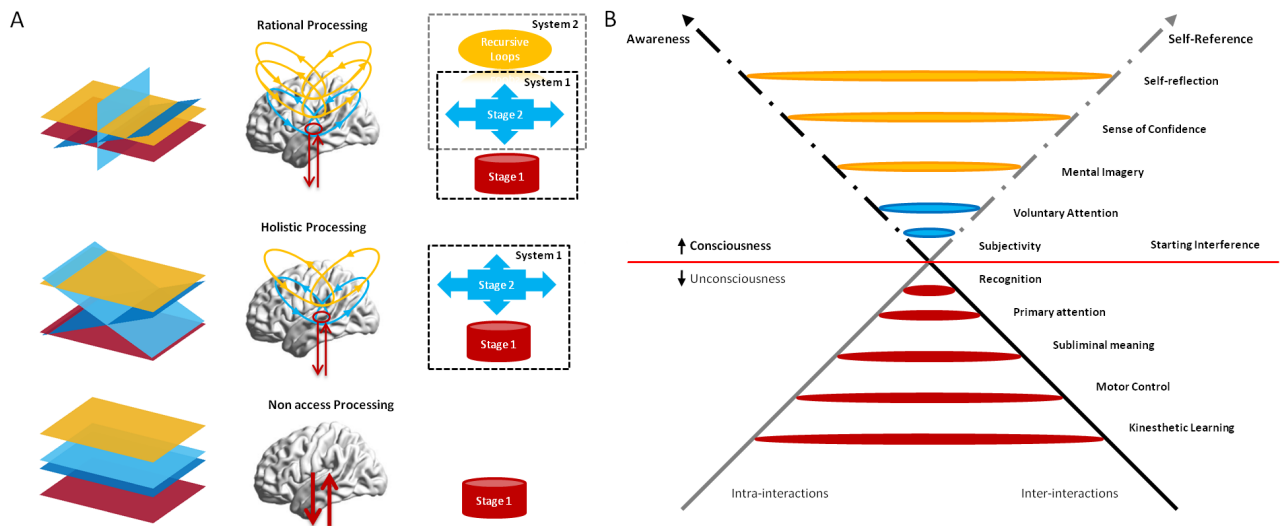 A
Rational Processing
System 2
Recursive
Loops
System 1
Stage 2
Stage 1
Holistic Processing
System 1
Stage 2
Stage 1
Non access Processing
Stage 1
B
Awareness
Self-Reference
Self-reflection
Sense of Confidence
Mental Imagery
Voluntary Attention
Consciousness
Subjectivity
Starting Interference
Unconsciousness
Recognition
Primary attention
Subliminal meaning
Motor Control
Kinesthetic Learning
Intra-interactions
Inter-interactions